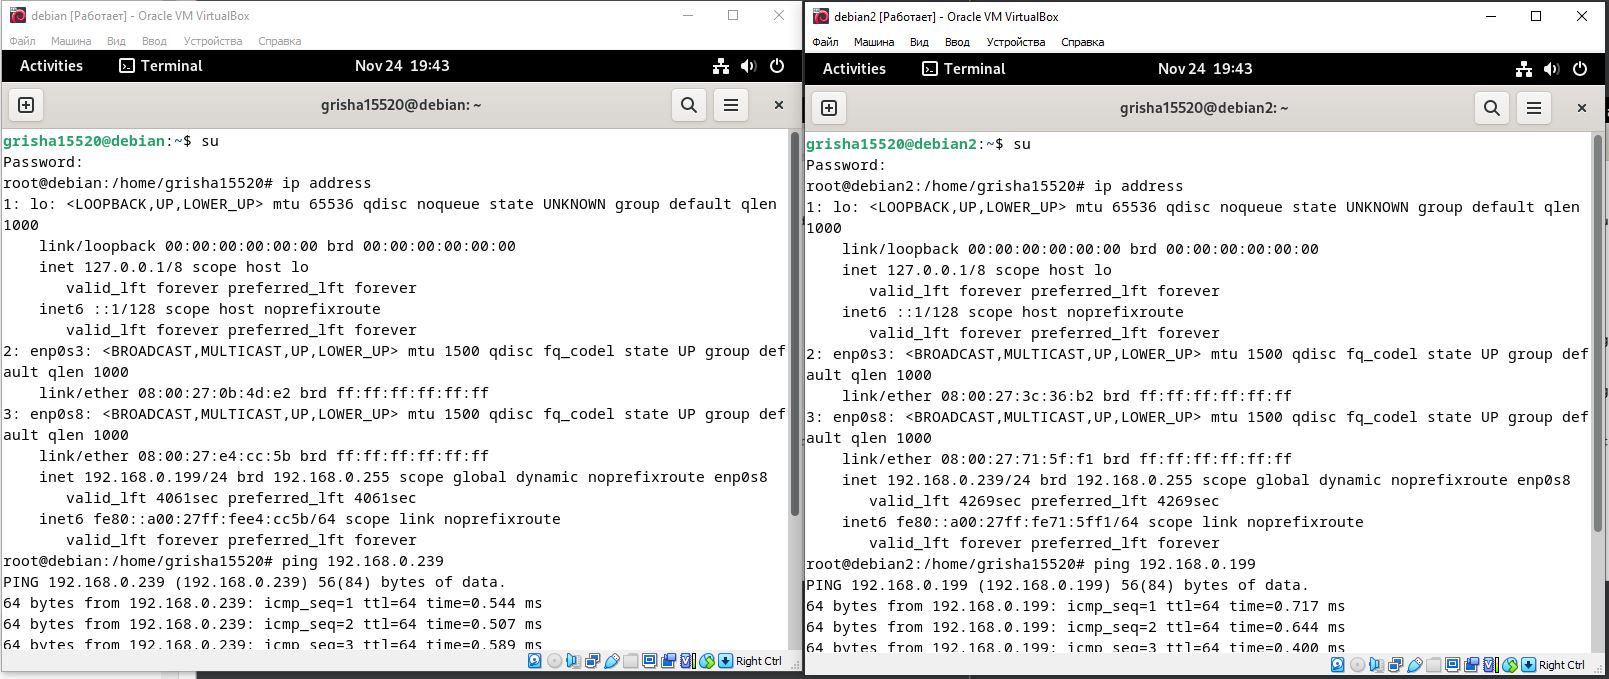 debian [Работает] - Oracle VM VirtualBox
Файл Машина Вид Ввод Устройства Справка
Activities Terminal Nov 24 19:43
grisha15520@debian: ~
grisha15520@debian:~$ su
Password:
root@debian:/home/grisha15520# ip address
1: lo: <LOOPBACK,UP,LOWER_UP> mtu 65536 qdisc noqueue state UNKNOWN group default qlen
1000
link/loopback 00:00:00:00:00:00 brd 00:00:00:00:00:00
inet 127.0.0.1/8 scope host lo
valid_lft forever preferred_lft forever
inet6 ::1/128 scope host noprefixroute
valid_lft forever preferred_lft forever
2: enp0s3: <BROADCAST,MULTICAST,UP,LOWER_UP> mtu 1500 qdisc fq_codel state UP group def
ault qlen 1000
link/ether 08:00:27:0b:4d:e2 brd ff:ff:ff:ff:ff:ff
3: enp0s8: <BROADCAST,MULTICAST,UP,LOWER_UP> mtu 1500 qdisc fq_codel state UP group def
ault qlen 1000
link/ether 08:00:27:e4:cc:5b brd ff:ff:ff:ff:ff:ff
inet 192.168.0.199/24 brd 192.168.0.255 scope global dynamic noprefixroute enp0s8
valid_lft 4061sec preferred_lft 4061sec
inet6 fe80::a00:27ff:fee4:cc5b/64 scope link noprefixroute
valid_lft forever preferred_lft forever
root@debian:/home/grisha15520# ping 192.168.0.239
PING 192.168.0.239 (192.168.0.239) 56(84) bytes of data.
64 bytes from 192.168.0.239: icmp_seq=1 ttl=64 time=0.544 ms
64 bytes from 192.168.0.239: icmp_seq=2 ttl=64 time=0.507 ms
64 bytes from 192.168.0.239: icmp_seq=3 ttl=64 time=0.589 ms
Right Ctrl
debian2 [Работает] - Oracle VM VirtualBox
Файл Машина Вид Ввод Устройства Справка
Activities Terminal Nov 24 19:43
grisha15520@debian2: ~
grisha15520@debian2:~$ su
Password:
root@debian2:/home/grisha15520# ip address
1: lo: <LOOPBACK,UP,LOWER_UP> mtu 65536 qdisc noqueue state UNKNOWN group default qlen
1000
link/loopback 00:00:00:00:00:00 brd 00:00:00:00:00:00
inet 127.0.0.1/8 scope host lo
valid_lft forever preferred_lft forever
inet6 ::1/128 scope host noprefixroute
valid_lft forever preferred_lft forever
2: enp0s3: <BROADCAST,MULTICAST,UP,LOWER_UP> mtu 1500 qdisc fq_codel state UP group def
ault qlen 1000
link/ether 08:00:27:3c:36:b2 brd ff:ff:ff:ff:ff:ff
3: enp0s8: <BROADCAST,MULTICAST,UP,LOWER_UP> mtu 1500 qdisc fq_codel state UP group def
ault qlen 1000
link/ether 08:00:27:71:5f:f1 brd ff:ff:ff:ff:ff:ff
inet 192.168.0.239/24 brd 192.168.0.255 scope global dynamic noprefixroute enp0s8
valid_lft 4269sec preferred_lft 4269sec
inet6 fe80::a00:27ff:fe71:5ff1/64 scope link noprefixroute
valid_lft forever preferred_lft forever
root@debian2:/home/grisha15520# ping 192.168.0.199
PING 192.168.0.199 (192.168.0.199) 56(84) bytes of data.
64 bytes from 192.168.0.199: icmp_seq=1 ttl=64 time=0.717 ms
64 bytes from 192.168.0.199: icmp_seq=2 ttl=64 time=0.644 ms
64 bytes from 192.168.0.199: icmp_seq=3 ttl=64 time=0.400 ms
Right Ctrl